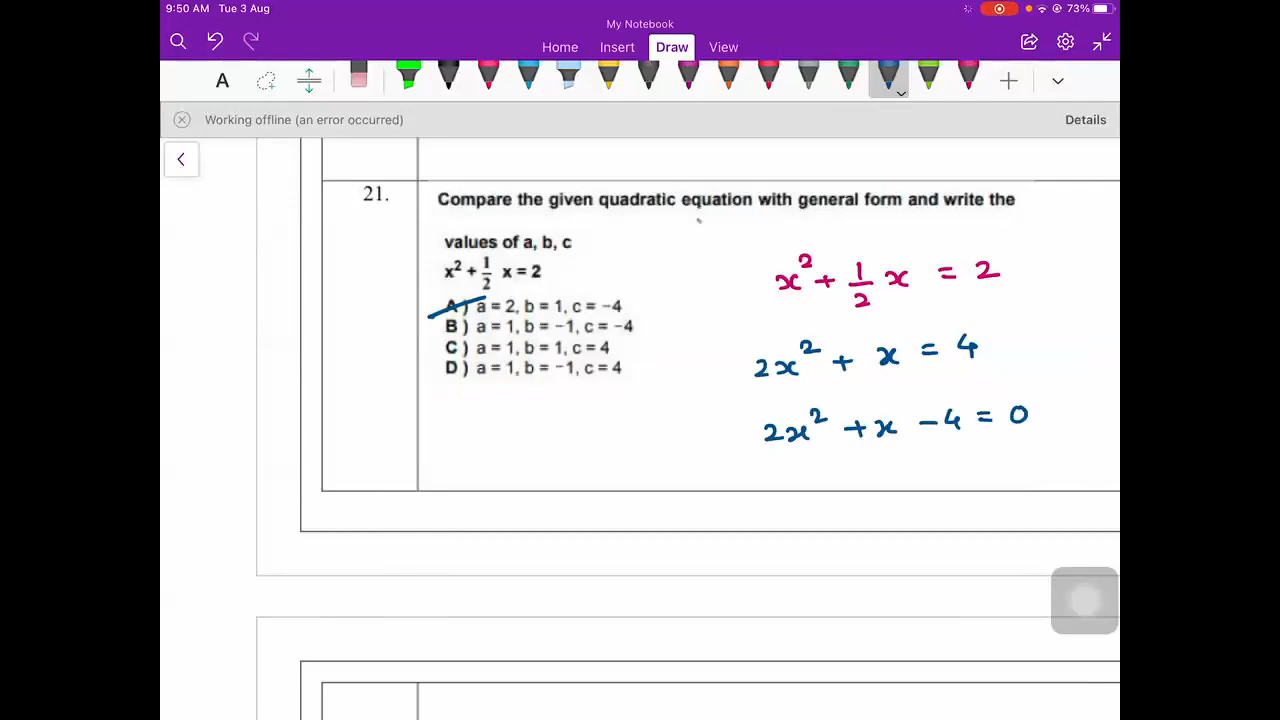 9:50 AM Tue 3 Aug
73%
My Notebook
Home Insert Draw View
A
Working offline (an error occurred)
Details
21.
Compare the given quadratic equation with general form and write the
values of a, b, c
x² + 1/2 x = 2
A) a = 2, b = 1, c = −4
B) a = 1, b = −1, c = −4
C) a = 1, b = 1, c = 4
D) a = 1, b = −1, c = 4
x² + 1/2 x = 2
2x² + x = 4
2x² + x − 4 = 0